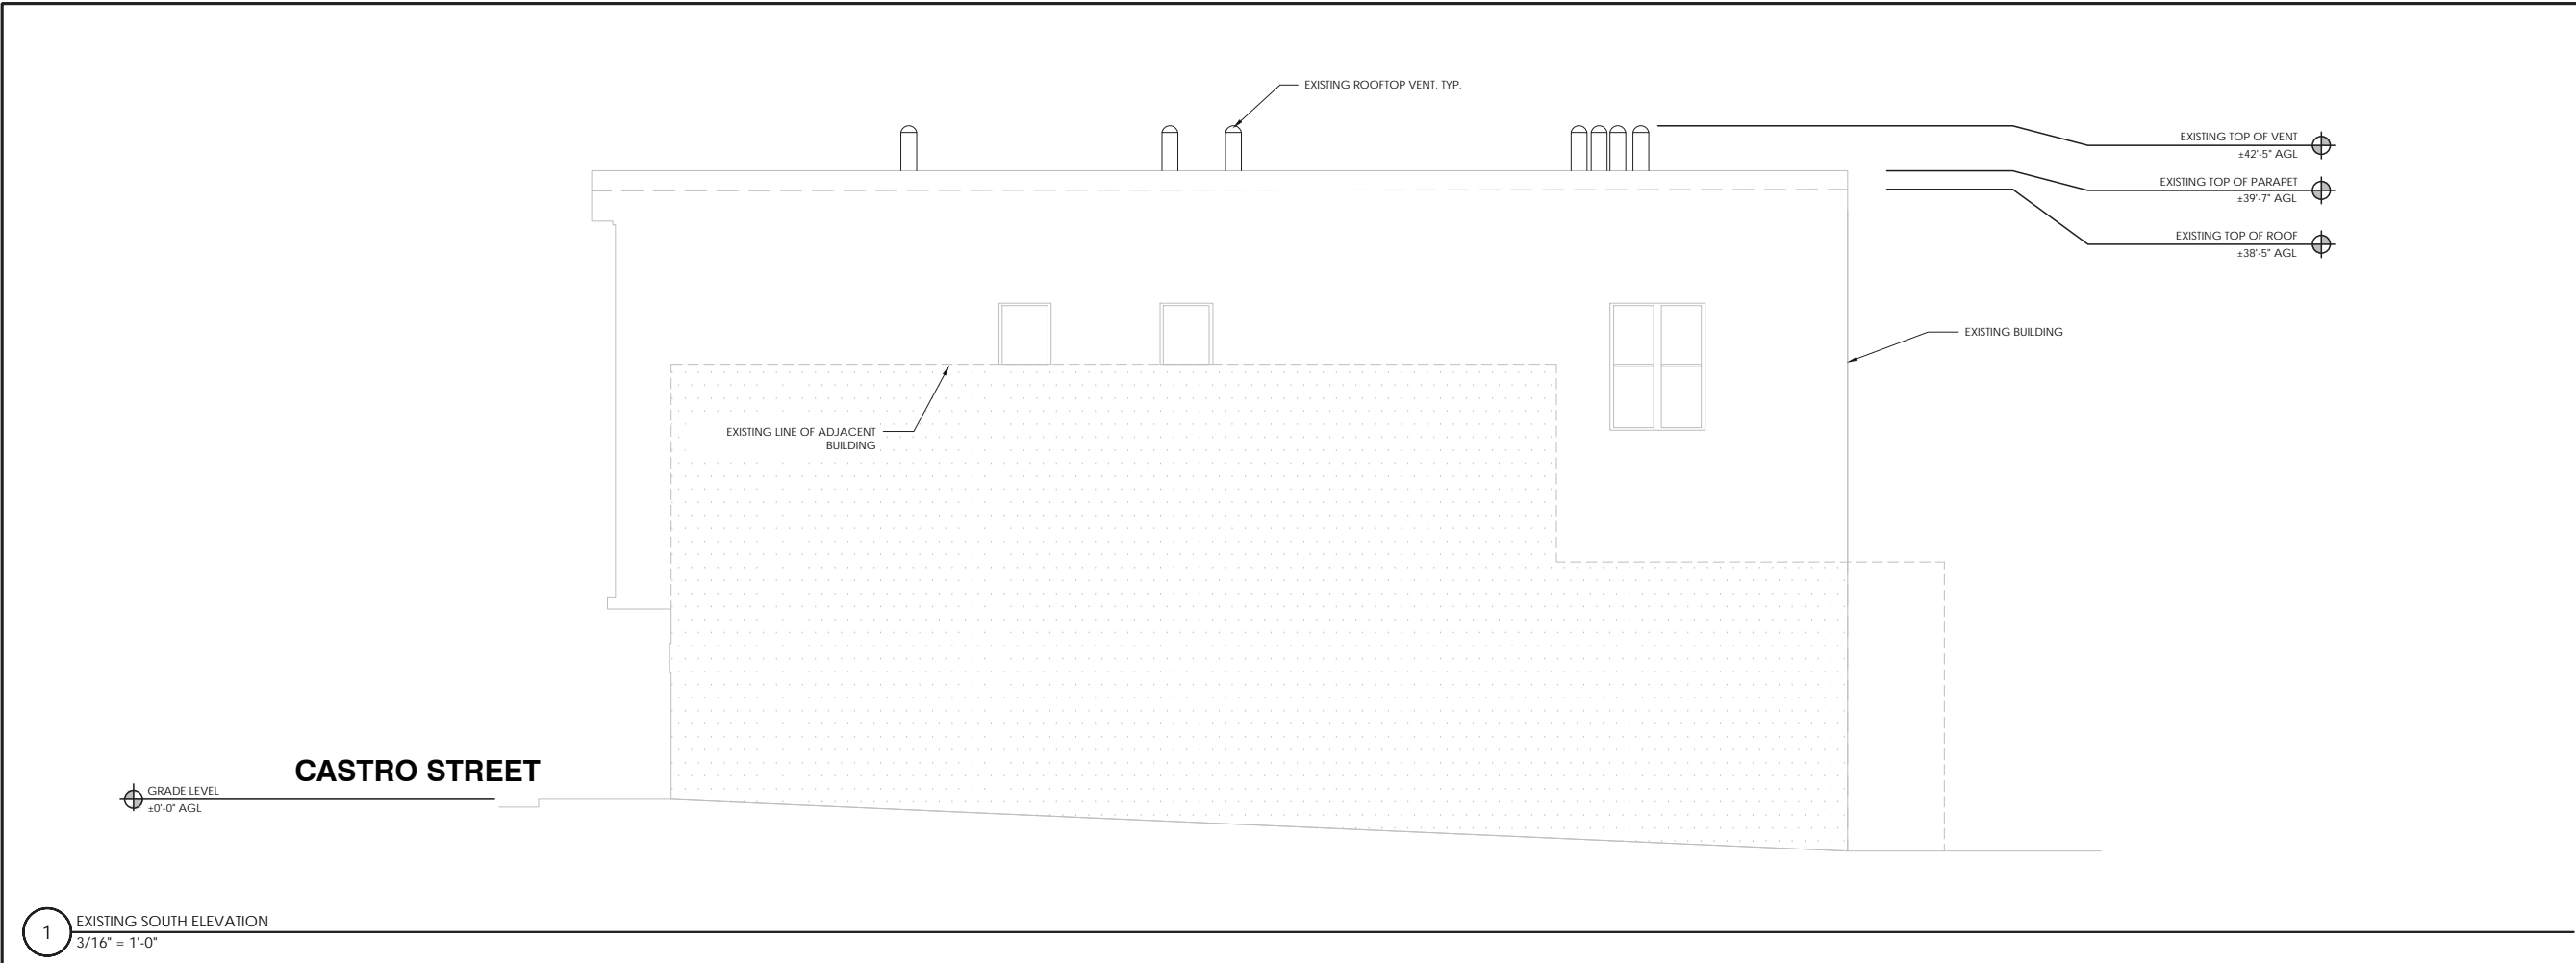 EXISTING ROOFTOP VENT, TYP.
EXISTING TOP OF VENT
±42'-5" AGL
EXISTING TOP OF PARAPET
±39'-7" AGL
EXISTING TOP OF ROOF
±38'-5" AGL
EXISTING BUILDING
EXISTING LINE OF ADJACENT
BUILDING
CASTRO STREET
GRADE LEVEL
±0'-0" AGL
1
EXISTING SOUTH ELEVATION
3/16" = 1'-0"